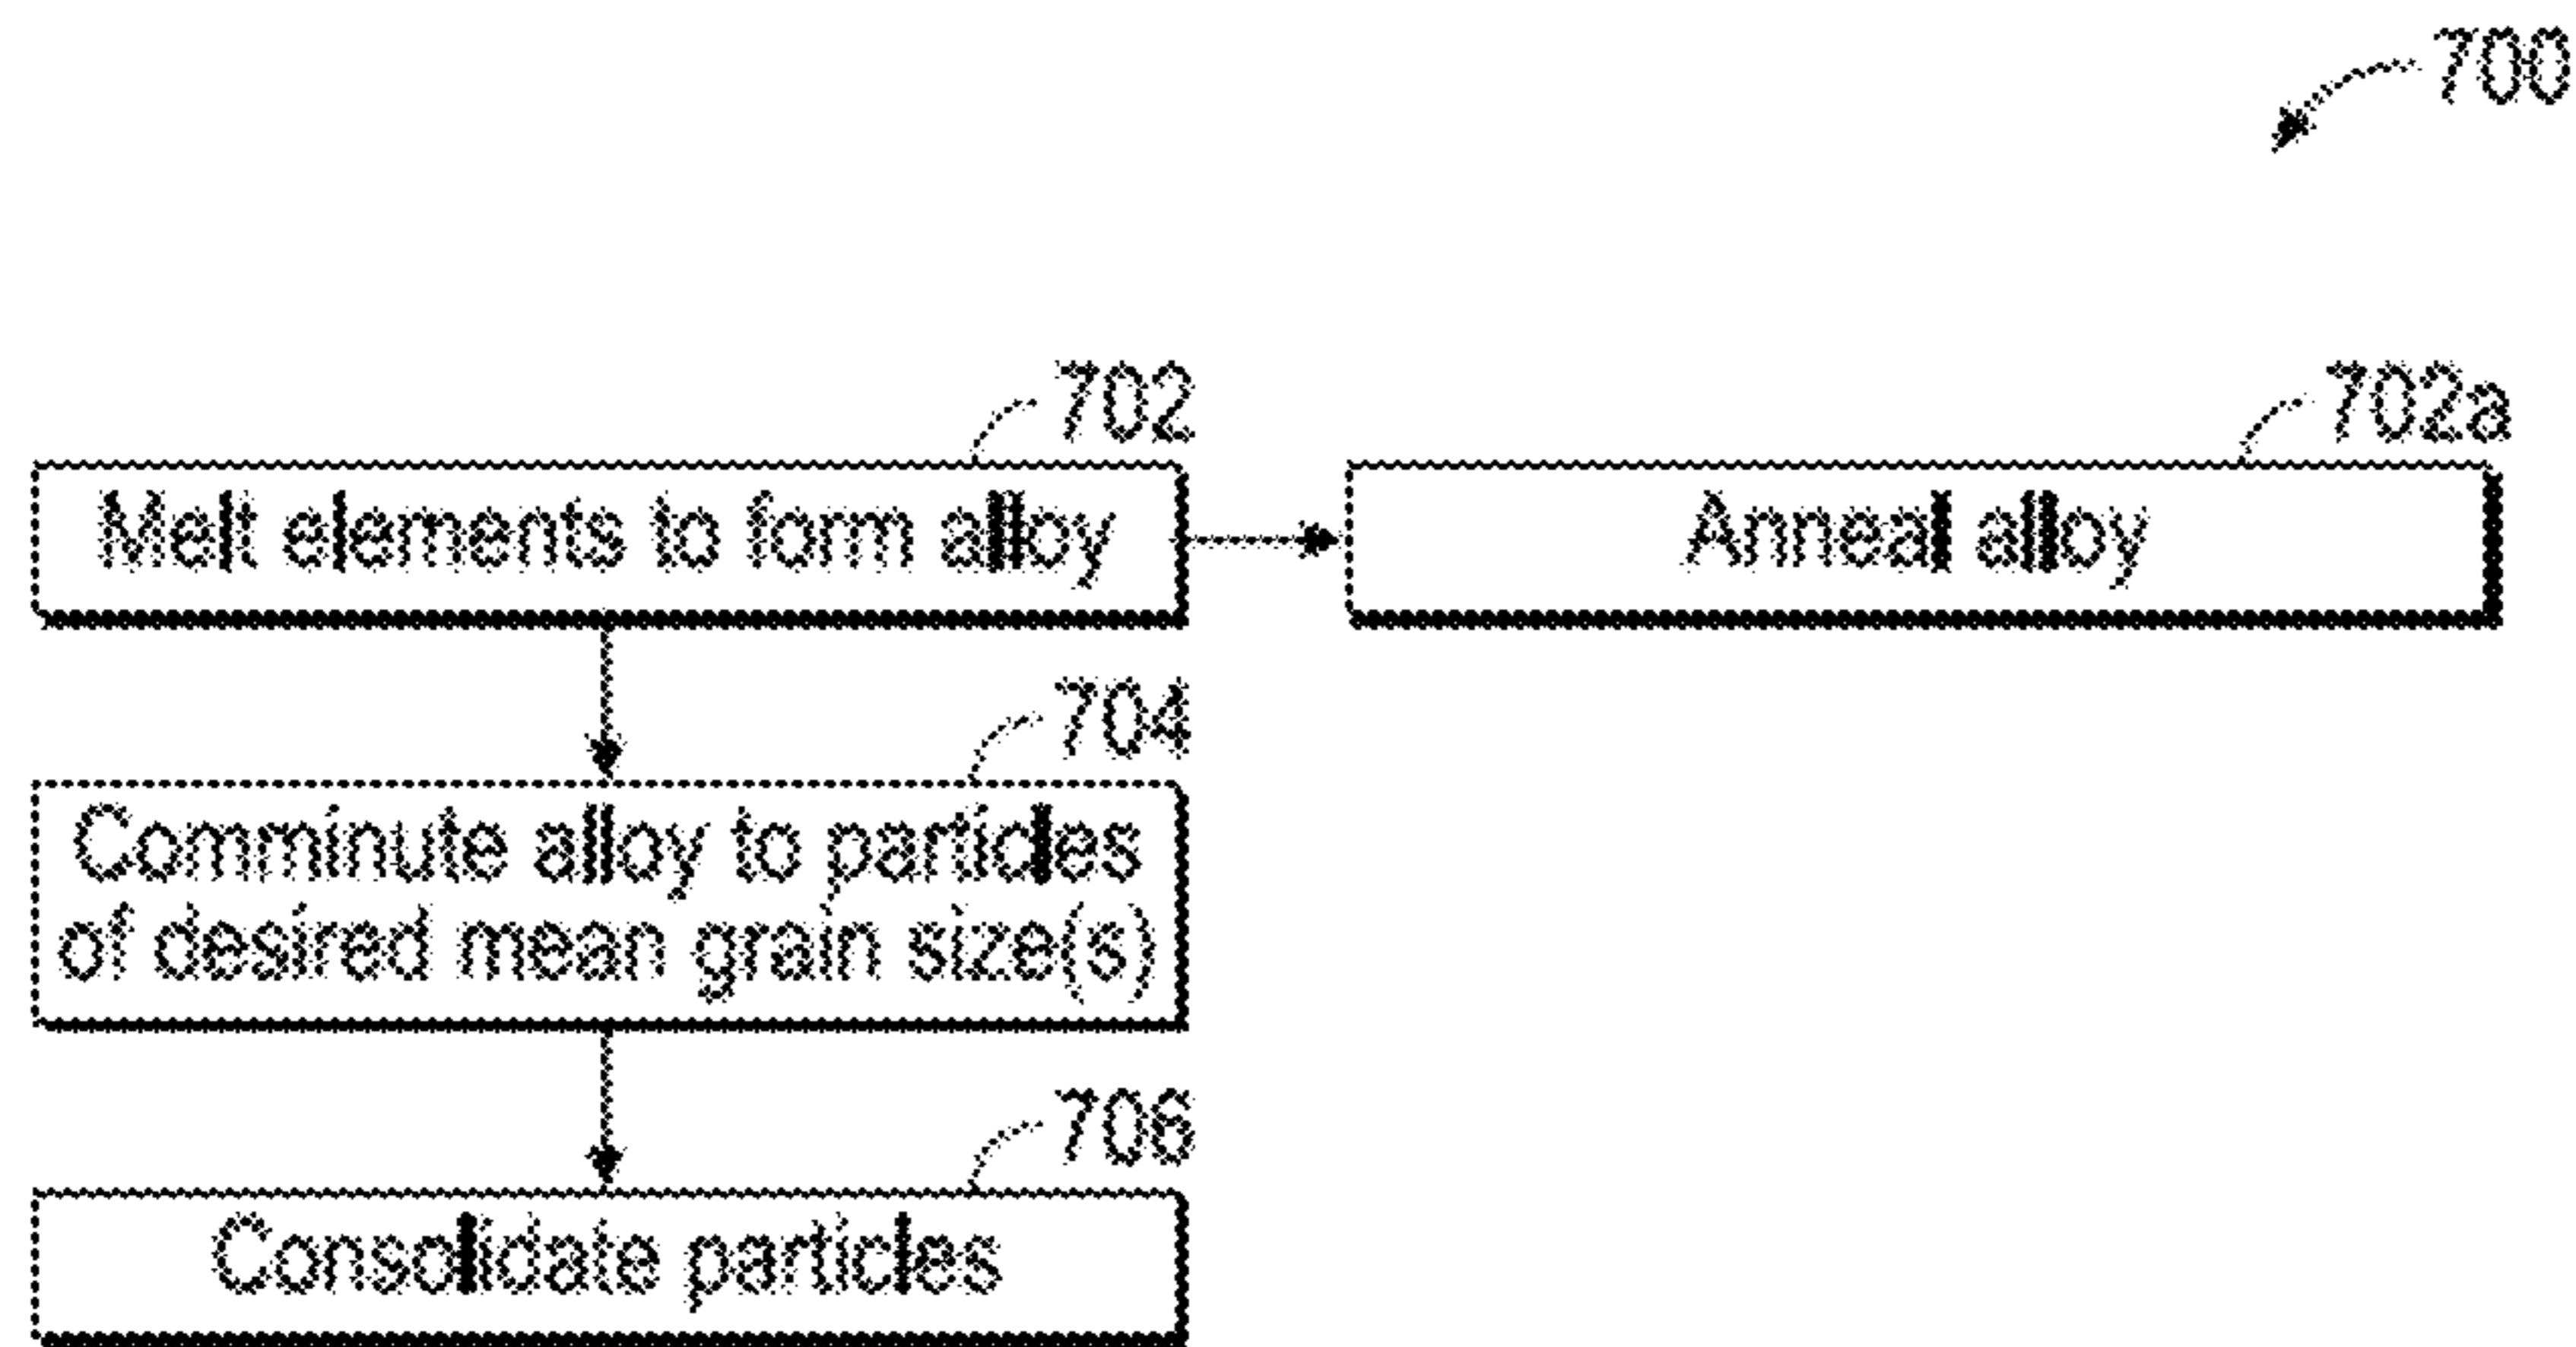 700
702
702a
Melt elements to form alloy
Anneal alloy
704
Comminute alloy to particles
of desired mean grain size(s)
706
Consolidate particles